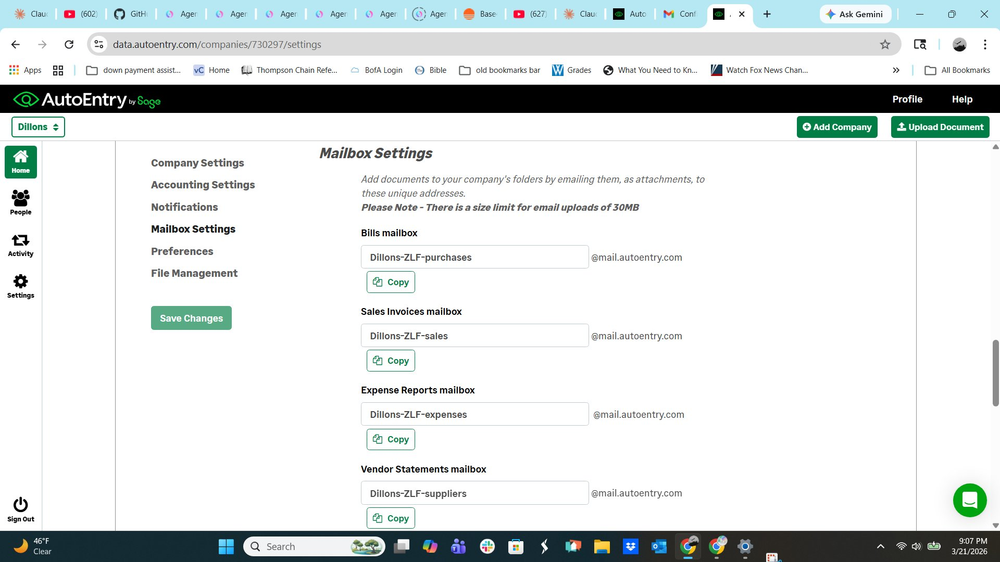 Clau
(602)
GitH
Agen
Agen
Agen
Agen
Agen
Agen
Base
(627)
Clau
Auto
Conf
Ask Gemini
data.autoentry.com/companies/730297/settings
Apps
down payment assist...
vC Home
Thompson Chain Refe...
BofA Login
Bible
old bookmarks bar
Grades
What You Need to Kn...
Watch Fox News Chan...
All Bookmarks
AutoEntry by Sage
Profile
Help
Dillons
Add Company
Upload Document
Home
People
Activity
Settings
Sign Out
Company Settings
Accounting Settings
Notifications
Mailbox Settings
Preferences
File Management
Save Changes
Mailbox Settings
Add documents to your company's folders by emailing them, as attachments, to
these unique addresses.
Please Note - There is a size limit for email uploads of 30MB
Bills mailbox
Dillons-ZLF-purchases @mail.autoentry.com
Copy
Sales Invoices mailbox
Dillons-ZLF-sales @mail.autoentry.com
Copy
Expense Reports mailbox
Dillons-ZLF-expenses @mail.autoentry.com
Copy
Vendor Statements mailbox
Dillons-ZLF-suppliers @mail.autoentry.com
Copy
46°F
Clear
Search
9:07 PM
3/21/2026